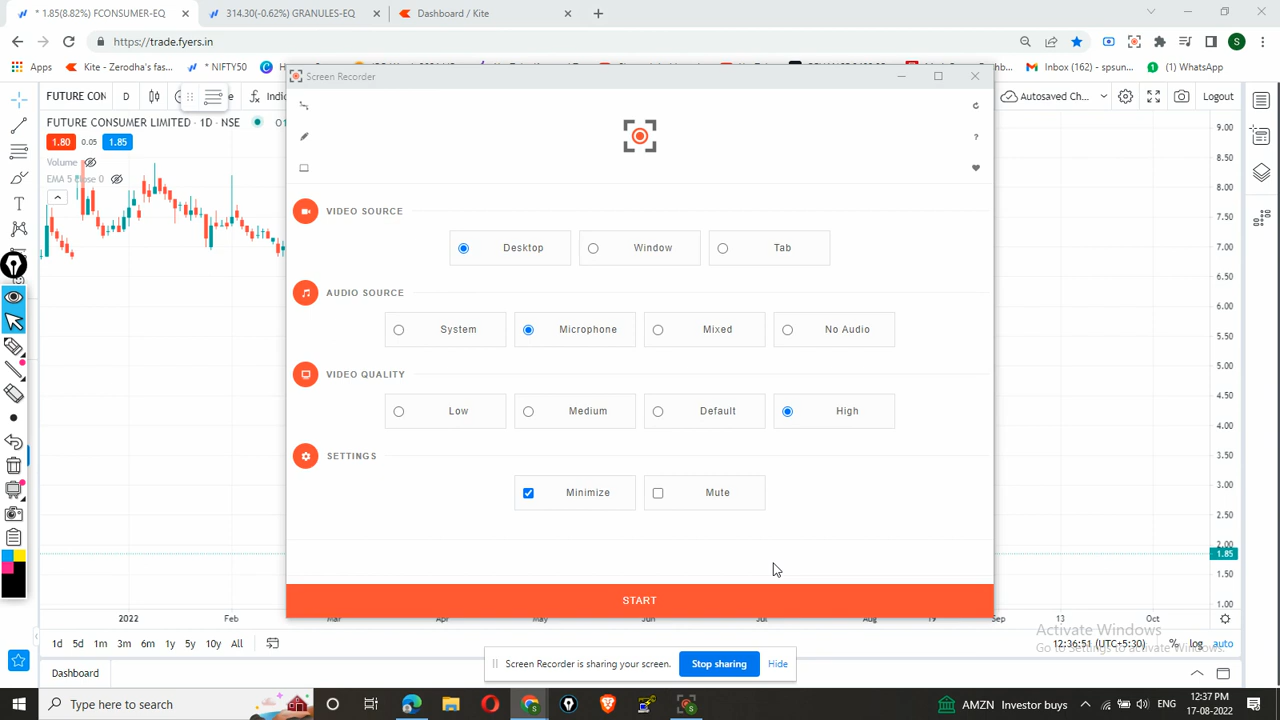 * 1.85(8.82%) FCONSUMER-EQ
314.30(-0.62%) GRANULES-EQ
Dashboard / Kite
https://trade.fyers.in
S
Apps
Kite - Zerodha's fas...
* NIFTY50
Inbox (162) - spsun...
(1) WhatsApp
FUTURE CON
D
Indi
Screen Recorder
Autosaved Ch...
Logout
FUTURE CONSUMER LIMITED · 1D · NSE
1.80
0.05
1.85
Volume
EMA 5 Close 0
?
VIDEO SOURCE
Desktop
Window
Tab
AUDIO SOURCE
System
Microphone
Mixed
No Audio
VIDEO QUALITY
Low
Medium
Default
High
SETTINGS
Minimize
Mute
START
9.00
8.50
8.00
7.50
7.00
6.50
6.00
5.50
5.00
4.50
4.00
3.50
3.00
2.50
2.00
1.85
1.50
1.00
2022
Feb
Mar
Apr
May
Jun
Jul
Aug
Sep
Oct
1d
5d
1m
3m
6m
1y
5y
10y
All
12:36:51 (UTC+5:30)
%
log
auto
Activate Windows
Go to Settings to activate Windows.
Screen Recorder is sharing your screen.
Stop sharing
Hide
Dashboard
Type here to search
AMZN Investor buys
ENG
12:37 PM
17-08-2022